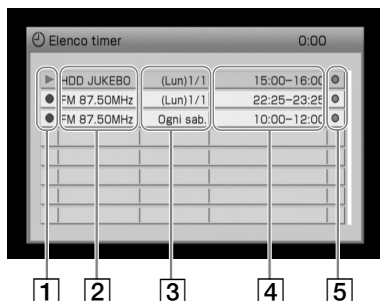 Elenco timer 0:00
HDD JUKEBO (Lun)1/1 15:00–16:00
FM 87.50MHz (Lun)1/1 22:25–23:25
FM 87.50MHz Ogni sab. 10:00–12:00
1 2 3 4 5